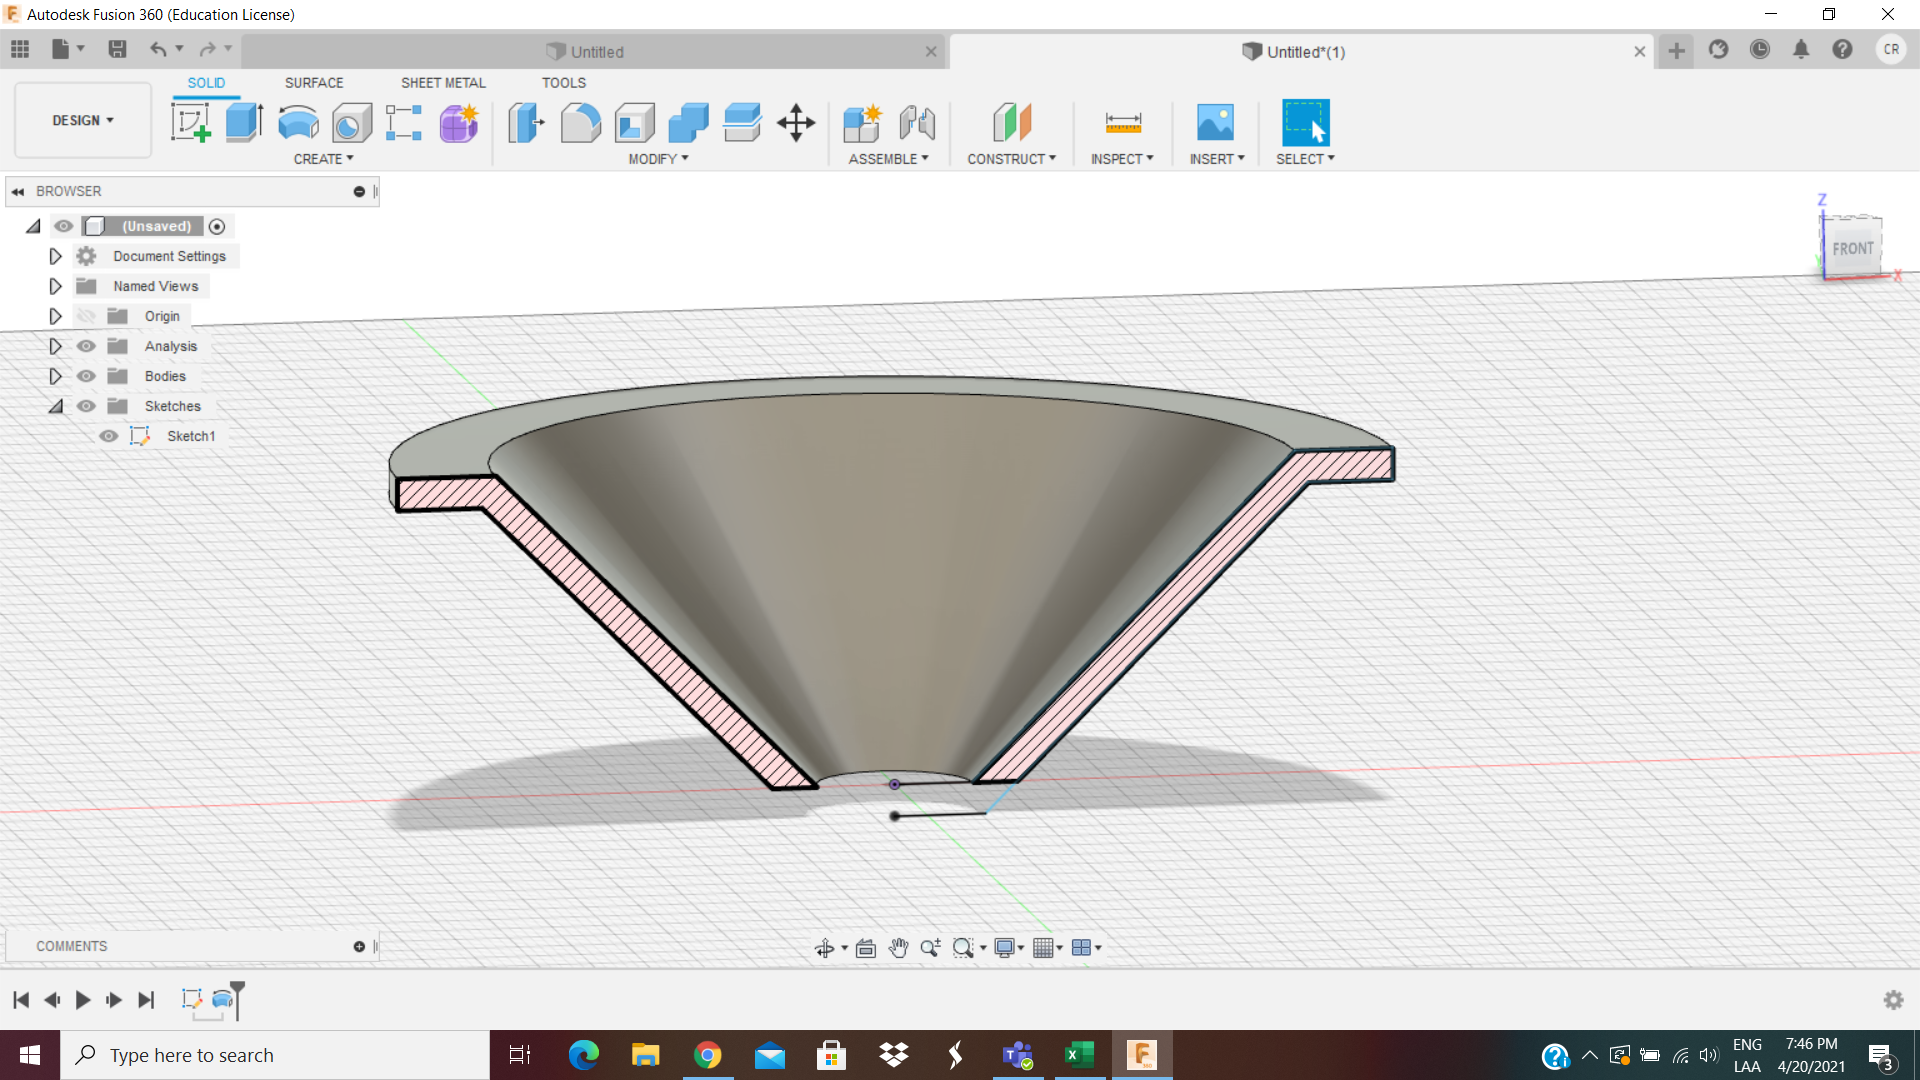 Autodesk Fusion 360 (Education License)
Untitled
Untitled*(1)
CR
DESIGN
SOLID
SURFACE
SHEET METAL
TOOLS
CREATE
MODIFY
ASSEMBLE
CONSTRUCT
INSPECT
INSERT
SELECT
BROWSER
(Unsaved)
Document Settings
Named Views
Origin
Analysis
Bodies
Sketches
Sketch1
Z
FRONT
Y
X
COMMENTS
Type here to search
ENG
LAA
7:46 PM
4/20/2021
3